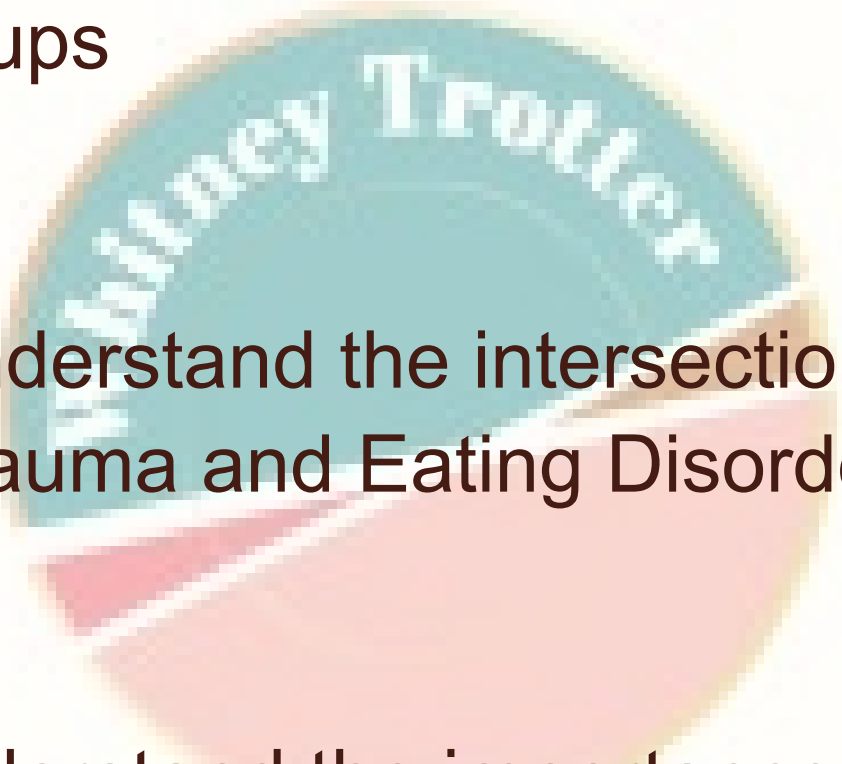 ups
Whitney Trotter
derstand the intersectio
auma and Eating Disord